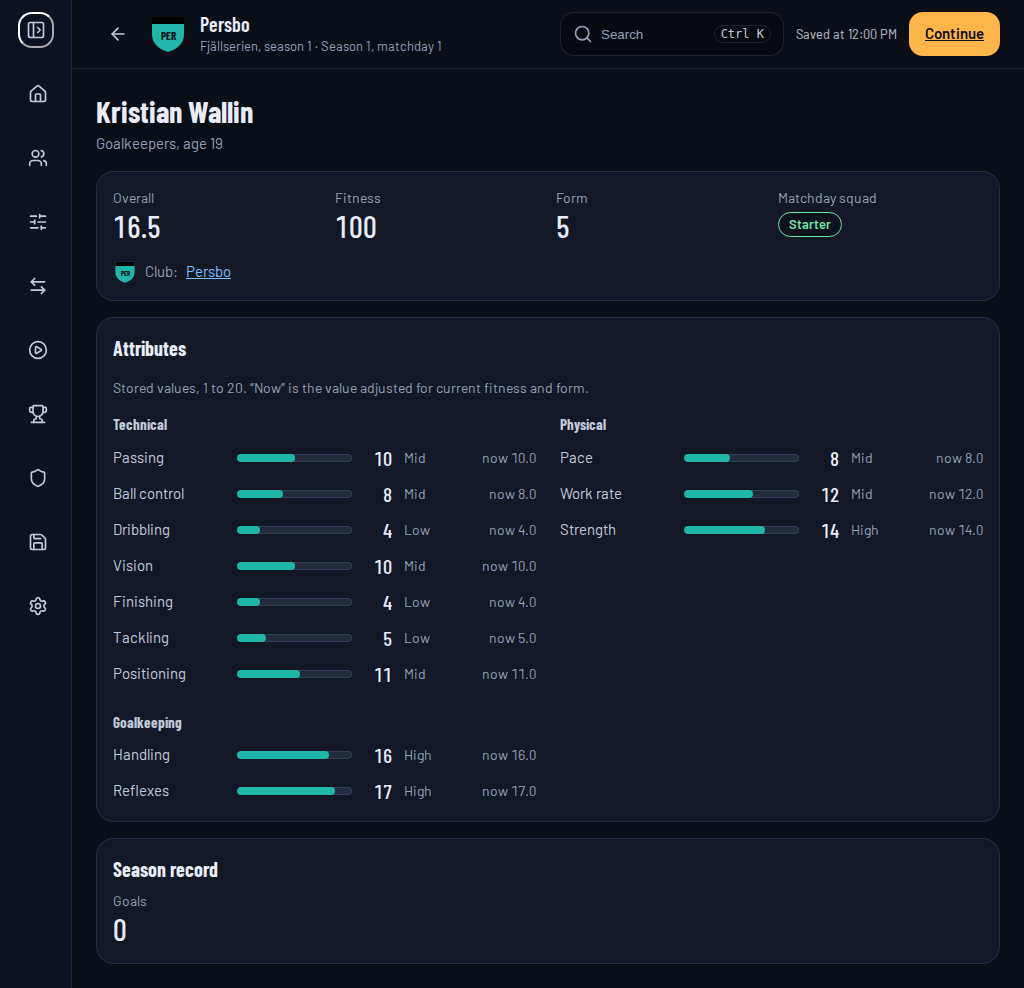 PER
Persbo
Fjällserien, season 1 · Season 1, matchday 1
Search
Ctrl K
Saved at 12:00 PM
Continue
Kristian Wallin
Goalkeepers, age 19
Overall
16.5
Fitness
100
Form
5
Matchday squad
Starter
PER
Club: Persbo
Attributes
Stored values, 1 to 20. “Now” is the value adjusted for current fitness and form.
Technical
Passing 10 Mid now 10.0
Ball control 8 Mid now 8.0
Dribbling 4 Low now 4.0
Vision 10 Mid now 10.0
Finishing 4 Low now 4.0
Tackling 5 Low now 5.0
Positioning 11 Mid now 11.0
Physical
Pace 8 Mid now 8.0
Work rate 12 Mid now 12.0
Strength 14 High now 14.0
Goalkeeping
Handling 16 High now 16.0
Reflexes 17 High now 17.0
Season record
Goals
0